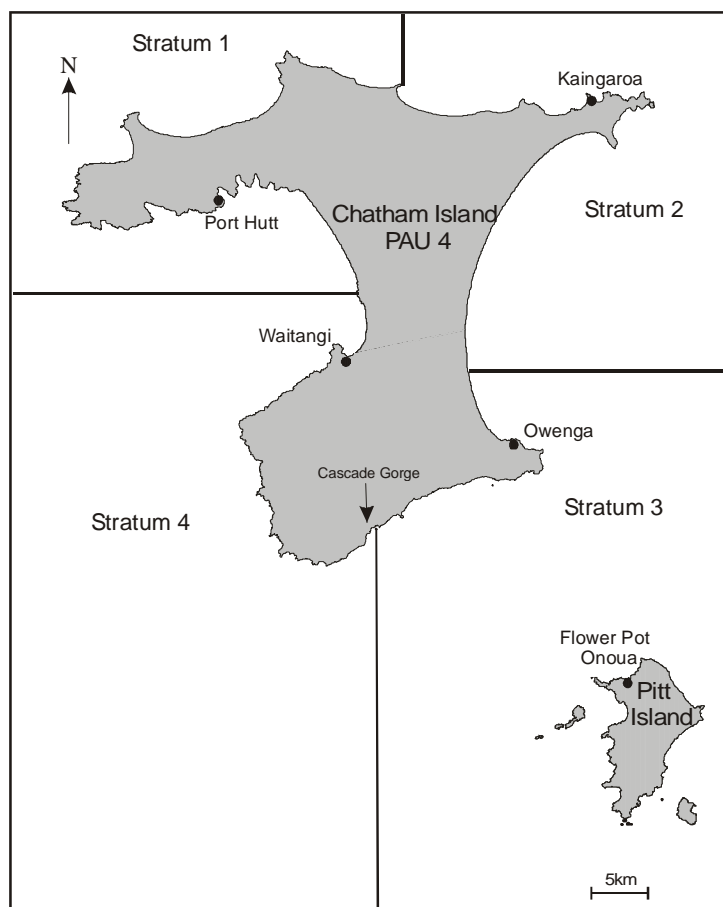 Stratum 1
N
Kaingaroa
Port Hutt
Chatham Island
PAU 4
Stratum 2
Waitangi
Owenga
Cascade Gorge
Stratum 4
Stratum 3
Flower Pot
Onoua
Pitt
Island
5km